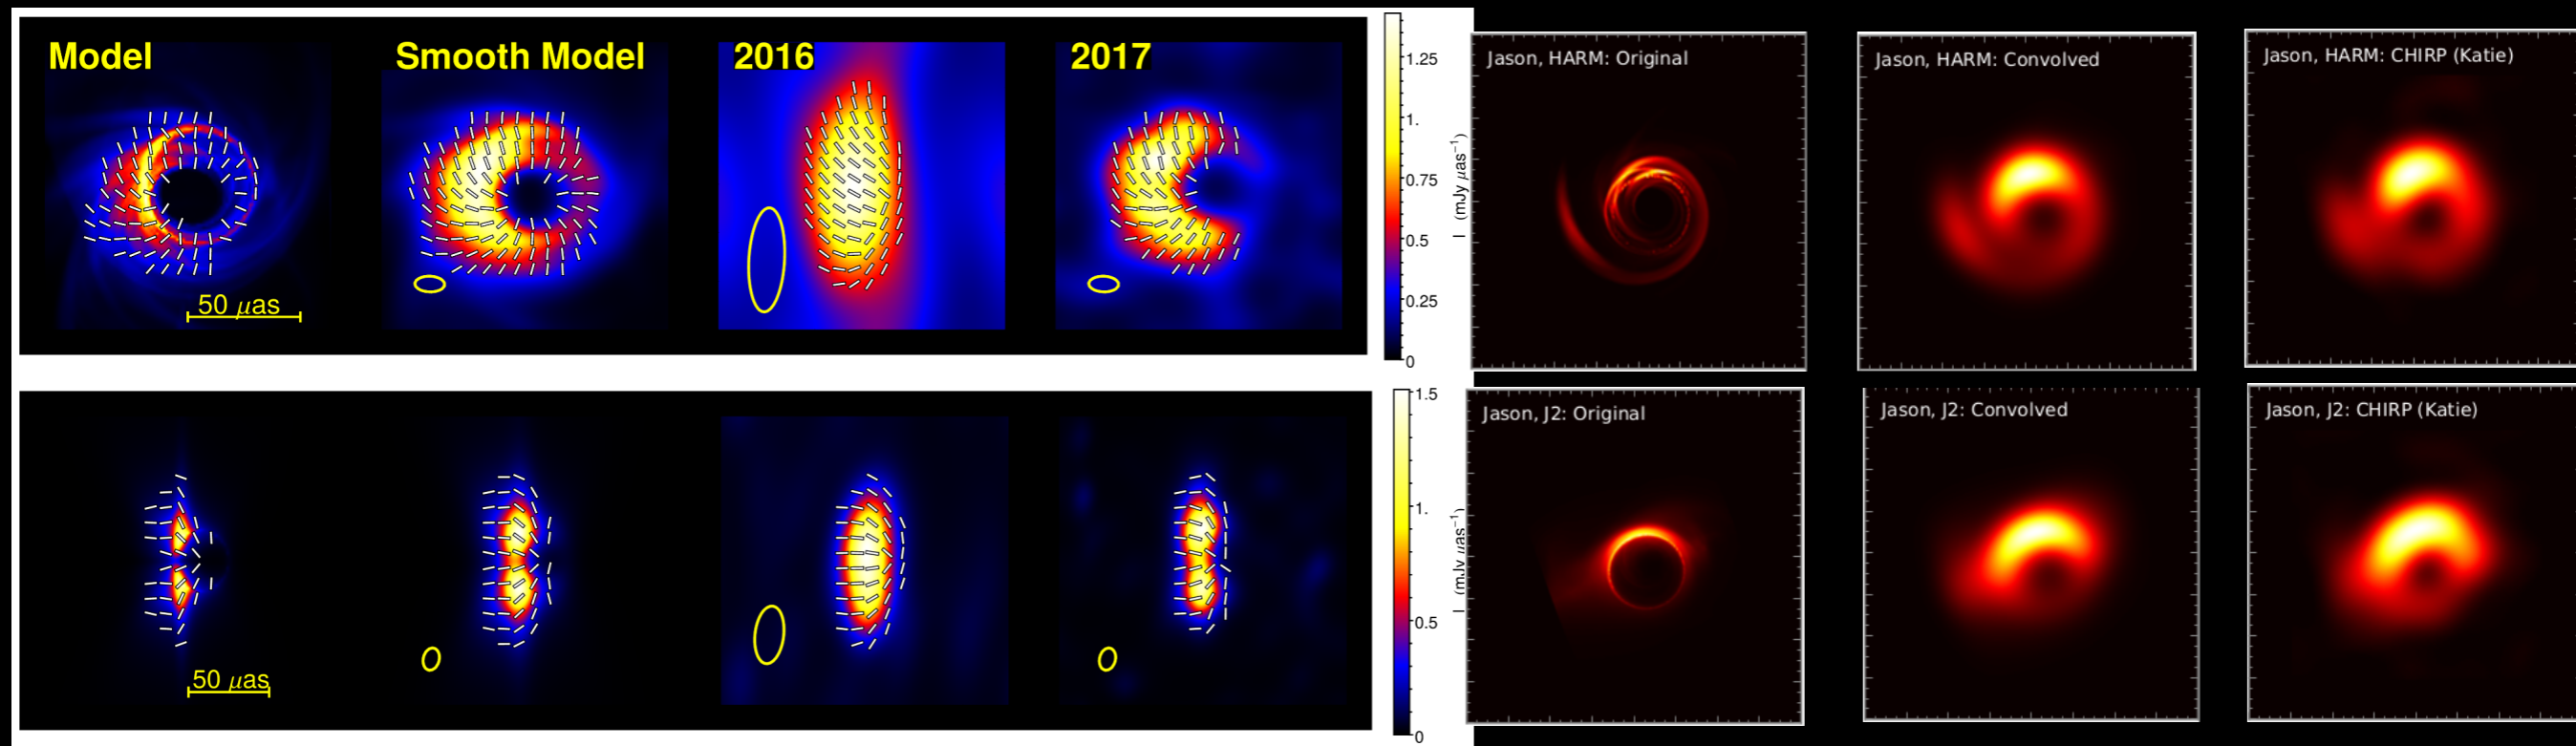 Model
Smooth Model
2016
2017
50 μas
1.25
1.
0.75
0.5
0.25
0
I (mJy μas⁻¹)
Jason, HARM: Original
Jason, HARM: Convolved
Jason, HARM: CHIRP (Katie)
50 μas
1.5
1.
0.5
0
I (mJy μas⁻¹)
Jason, J2: Original
Jason, J2: Convolved
Jason, J2: CHIRP (Katie)